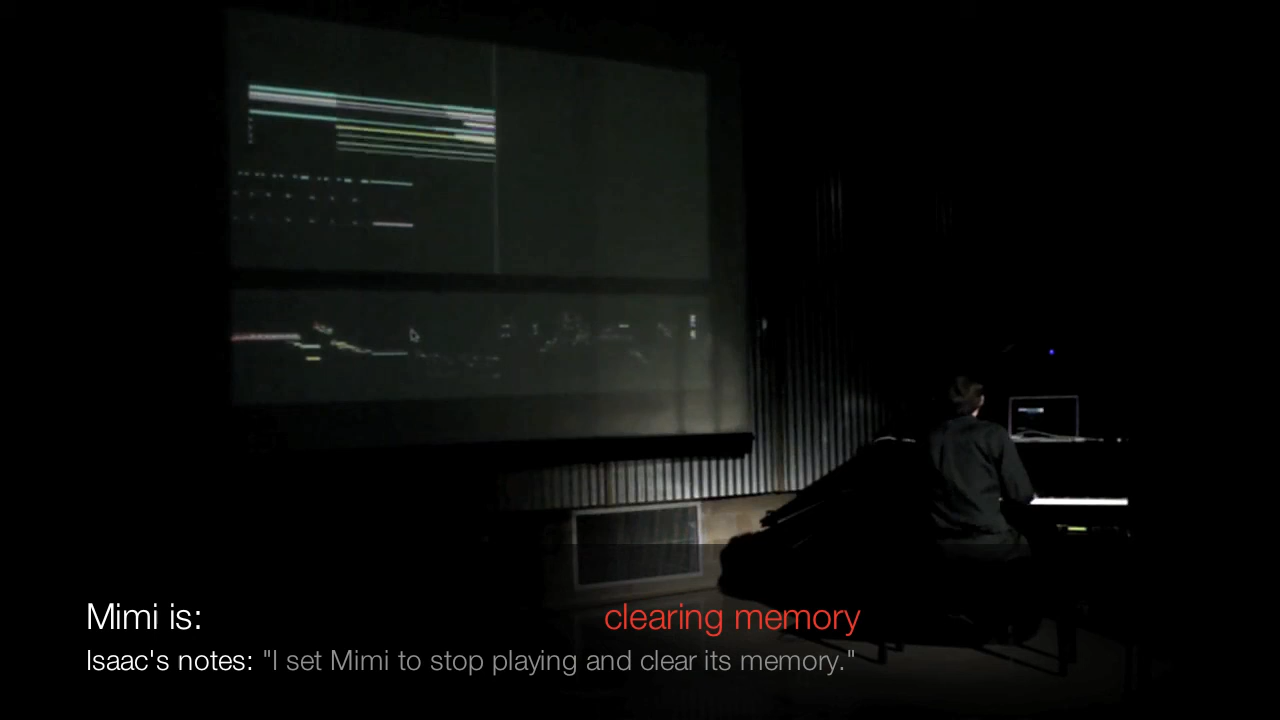 Mimi is: clearing memory
Isaac's notes: "I set Mimi to stop playing and clear its memory."